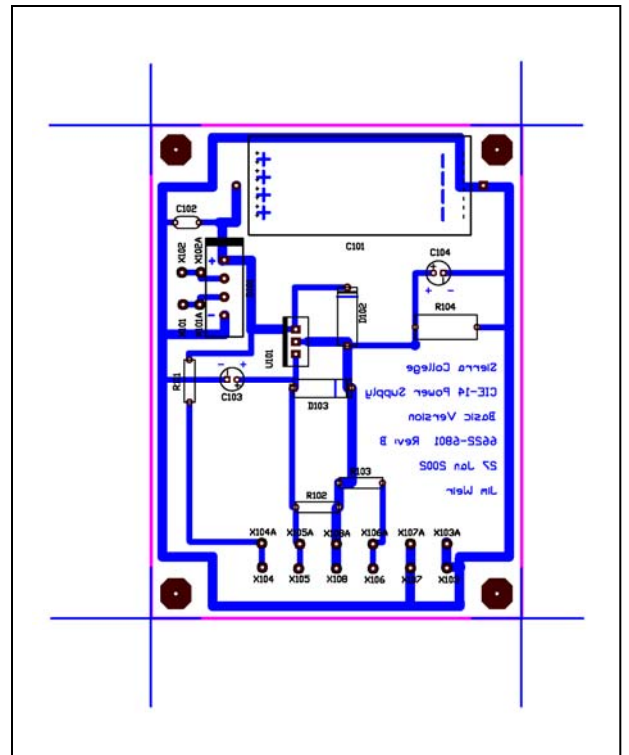 C102
C101
C104
X102 X102A
+ -
R104
X101 X101A
U101
D102
Sierra College
CIE-14 Power Supply
Basic Version
6622-6801 Rev: B
27 Jan 2002
Jim Weir
R101
- +
C103
D103
R103
R102
X104A X105A X108A X106A X107A X103A
X104 X105 X108 X106 X107 X103